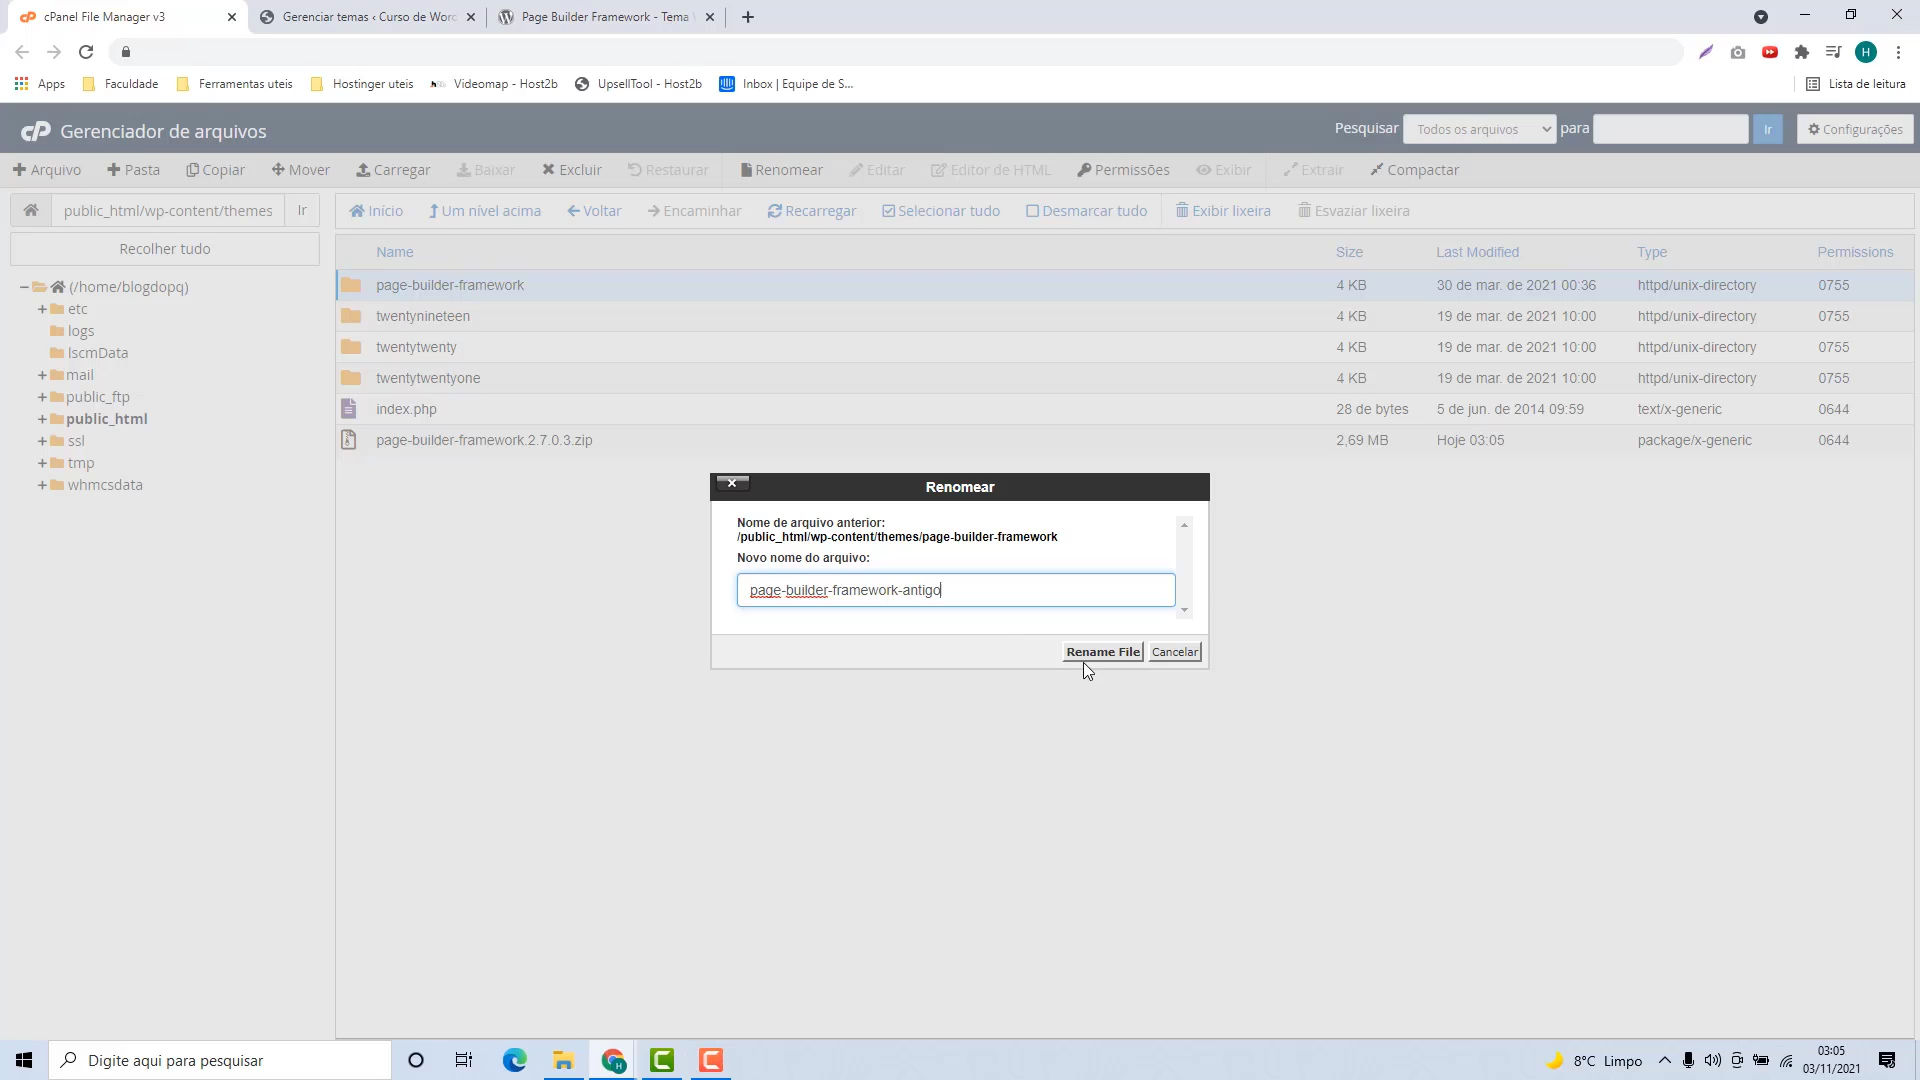 cPanel File Manager v3
Gerenciar temas ‹ Curso de Word
Page Builder Framework - Tema
H
Apps
Faculdade
Ferramentas uteis
Hostinger uteis
Videomap - Host2b
UpsellTool - Host2b
Inbox | Equipe de S...
Lista de leitura
cP Gerenciador de arquivos
Pesquisar
Todos os arquivos
para
Ir
Configurações
Arquivo
Pasta
Copiar
Mover
Carregar
Baixar
Excluir
Restaurar
Renomear
Editar
Editor de HTML
Permissões
Exibir
Extrair
Compactar
public_html/wp-content/themes
Ir
Início
Um nível acima
Voltar
Encaminhar
Recarregar
Selecionar tudo
Desmarcar tudo
Exibir lixeira
Esvaziar lixeira
Recolher tudo
(/home/blogdopq)
etc
logs
lscmData
mail
public_ftp
public_html
ssl
tmp
whmcsdata
Name Size Last Modified Type Permissions
page-builder-framework 4 KB 30 de mar. de 2021 00:36 httpd/unix-directory 0755
twentynineteen 4 KB 19 de mar. de 2021 10:00 httpd/unix-directory 0755
twentytwenty 4 KB 19 de mar. de 2021 10:00 httpd/unix-directory 0755
twentytwentyone 4 KB 19 de mar. de 2021 10:00 httpd/unix-directory 0755
index.php 28 de bytes 5 de jun. de 2014 09:59 text/x-generic 0644
page-builder-framework.2.7.0.3.zip 2,69 MB Hoje 03:05 package/x-generic 0644
Renomear
Nome de arquivo anterior:
/public_html/wp-content/themes/page-builder-framework
Novo nome do arquivo:
page-builder-framework-antigo
Rename File
Cancelar
Digite aqui para pesquisar
H
8°C Limpo
03:05
03/11/2021